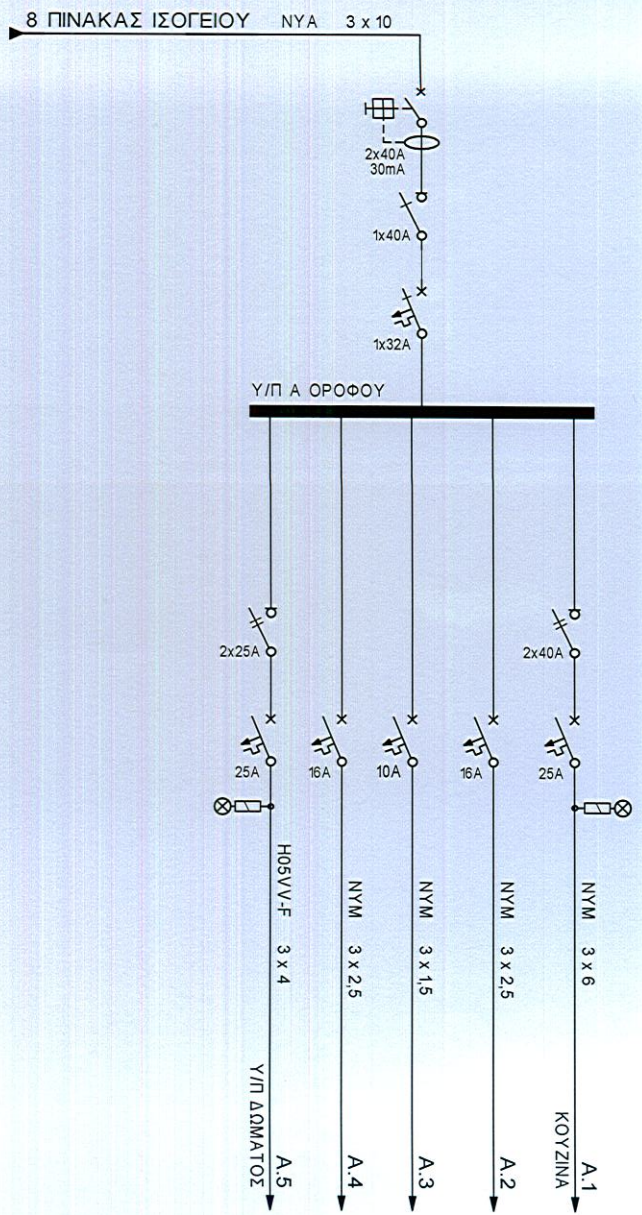 8 ΠΙΝΑΚΑΣ ΙΣΟΓΕΙΟΥ NYA 3 x 10
2x40A
30mA
1x40A
1x32A
Υ/Π Α ΟΡΟΦΟΥ
2x25A
2x40A
25A
16A
10A
16A
25A
H05VV-F 3 x 4
NYM 3 x 2,5
NYM 3 x 1,5
NYM 3 x 2,5
NYM 3 x 6
Υ/Π ΔΩΜΑΤΟΣ
A.5
A.4
A.3
A.2
ΚΟΥΖΙΝΑ
A.1